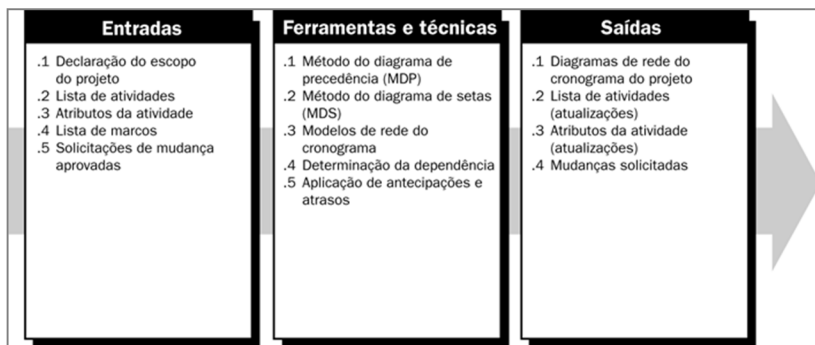 Entradas
.1 Declaração do escopo
do projeto
.2 Lista de atividades
.3 Atributos da atividade
.4 Lista de marcos
.5 Solicitações de mudança
aprovadas
Ferramentas e técnicas
.1 Método do diagrama de
precedência (MDP)
.2 Método do diagrama de setas
(MDS)
.3 Modelos de rede do
cronograma
.4 Determinação da dependência
.5 Aplicação de antecipações e
atrasos
Saídas
.1 Diagramas de rede do
cronograma do projeto
.2 Lista de atividades
(atualizações)
.3 Atributos da atividade
(atualizações)
.4 Mudanças solicitadas